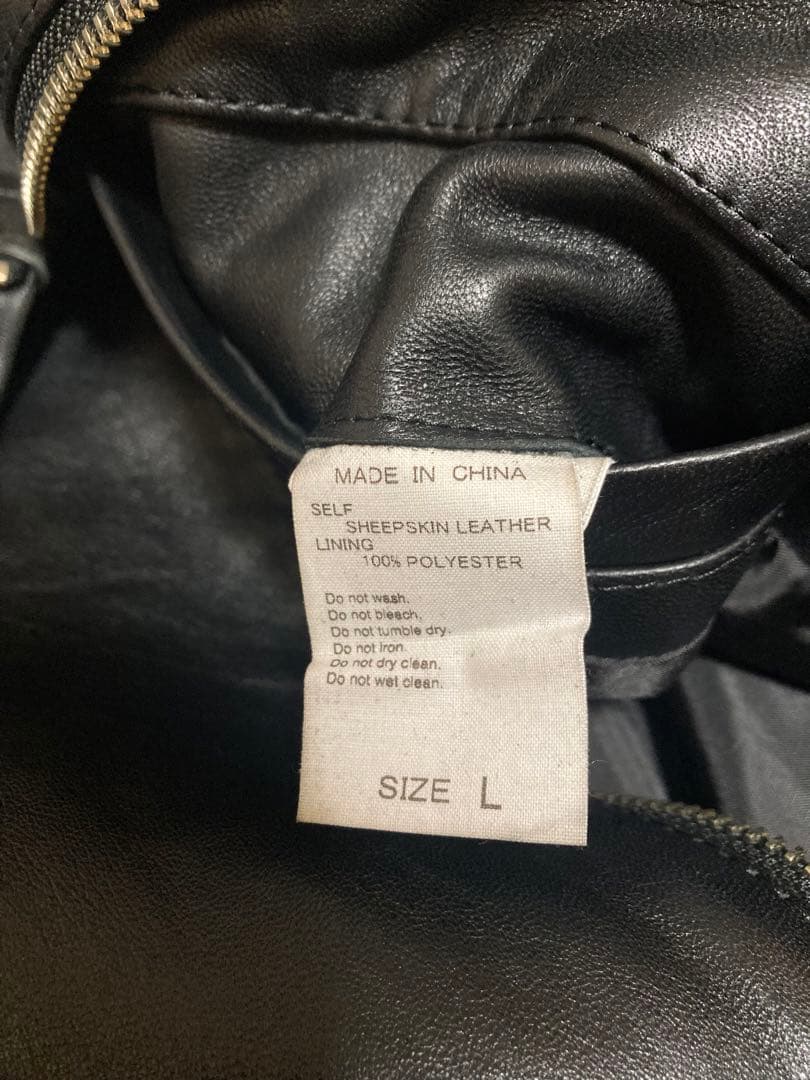 MADE IN CHINA
SELF
SHEEPSKIN LEATHER
LINING
100% POLYESTER
Do not wash.
Do not bleach.
Do not tumble dry.
Do not iron.
Do not dry clean.
Do not wet clean.
SIZE L